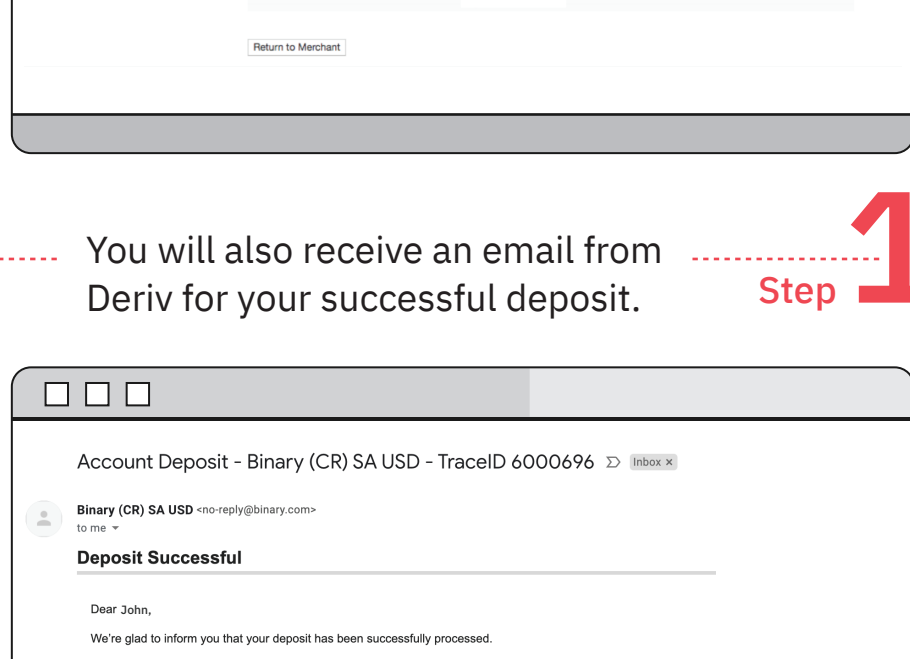 Return to Merchant
You will also receive an email from
Deriv for your successful deposit.
Step 1
Account Deposit - Binary (CR) SA USD - TraceID 6000696 Inbox ×
Binary (CR) SA USD <no-reply@binary.com>
to me
Deposit Successful
Dear John,
We're glad to inform you that your deposit has been successfully processed.